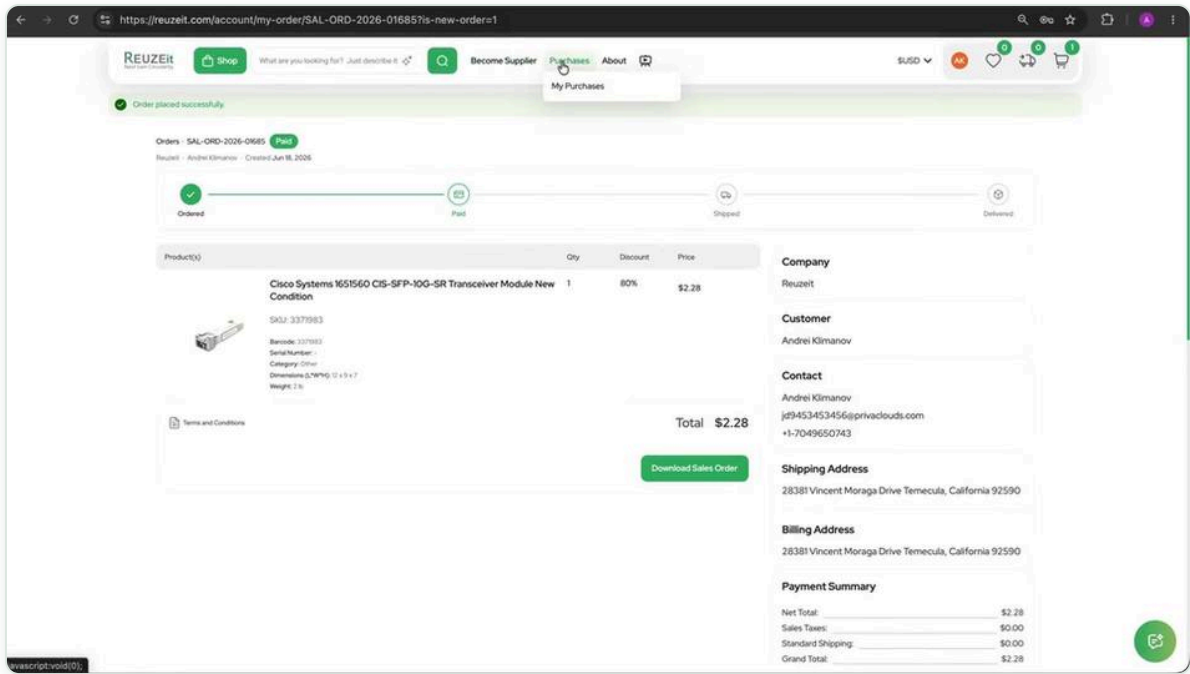 https://reuzeit.com/account/my-order/SAL-ORD-2026-01685?is-new-order=1
A
REUZEit
Shop
What are you looking for? Just describe it
Become Supplier
Purchases
About
$USD
AK
0
0
1
My Purchases
Order placed successfully.
Orders · SAL-ORD-2026-01685 Paid
Reuzeit · Andrei Klimanov · Created Jun 18, 2026
Ordered
Paid
Shipped
Delivered
Product(s) Qty Discount Price
Cisco Systems 1651560 CIS-SFP-10G-SR Transceiver Module New 1 80% $2.28
Condition
SKU: 3371983
Barcode: 3371983
Serial Number: -
Category: Other
Dimensions (L*W*H): 12 x 9 x 7
Weight: 2 lb
Terms and Conditions
Total $2.28
Download Sales Order
Company
Reuzeit
Customer
Andrei Klimanov
Contact
Andrei Klimanov
jd9453453456@privaclouds.com
+1-7049650743
Shipping Address
28381 Vincent Moraga Drive Temecula, California 92590
Billing Address
28381 Vincent Moraga Drive Temecula, California 92590
Payment Summary
Net Total: $2.28
Sales Taxes: $0.00
Standard Shipping: $0.00
Grand Total: $2.28
avascript:void(0);